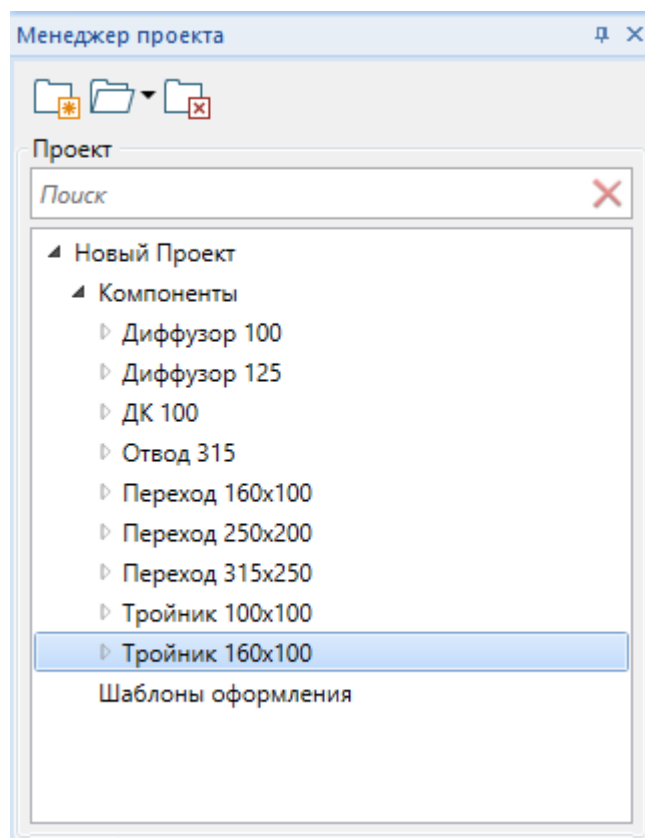 Менеджер проекта
Проект
Поиск
Новый Проект
Компоненты
Диффузор 100
Диффузор 125
ДК 100
Отвод 315
Переход 160x100
Переход 250x200
Переход 315x250
Тройник 100x100
Тройник 160x100
Шаблоны оформления